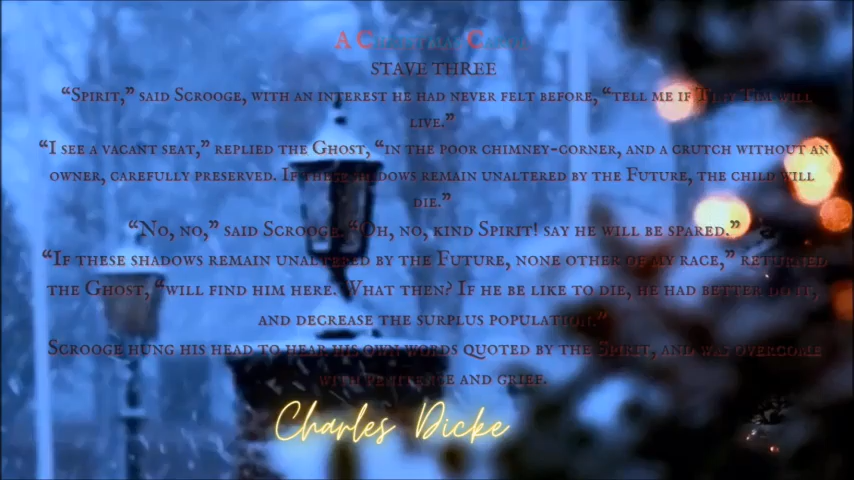 A Christmas Carol
STAVE THREE
“Spirit,” said Scrooge, with an interest he had never felt before, “tell me if Tiny Tim will
live.”
“I see a vacant seat,” replied the Ghost, “in the poor chimney-corner, and a crutch without an
owner, carefully preserved. If these shadows remain unaltered by the Future, the child will
die.”
“No, no,” said Scrooge. “Oh, no, kind Spirit! say he will be spared.”
“If these shadows remain unaltered by the Future, none other of my race,” returned
the Ghost, “will find him here. What then? If he be like to die, he had better do it,
and decrease the surplus population.”
Scrooge hung his head to hear his own words quoted by the Spirit, and was overcome
with penitence and grief.
Charles Dicke